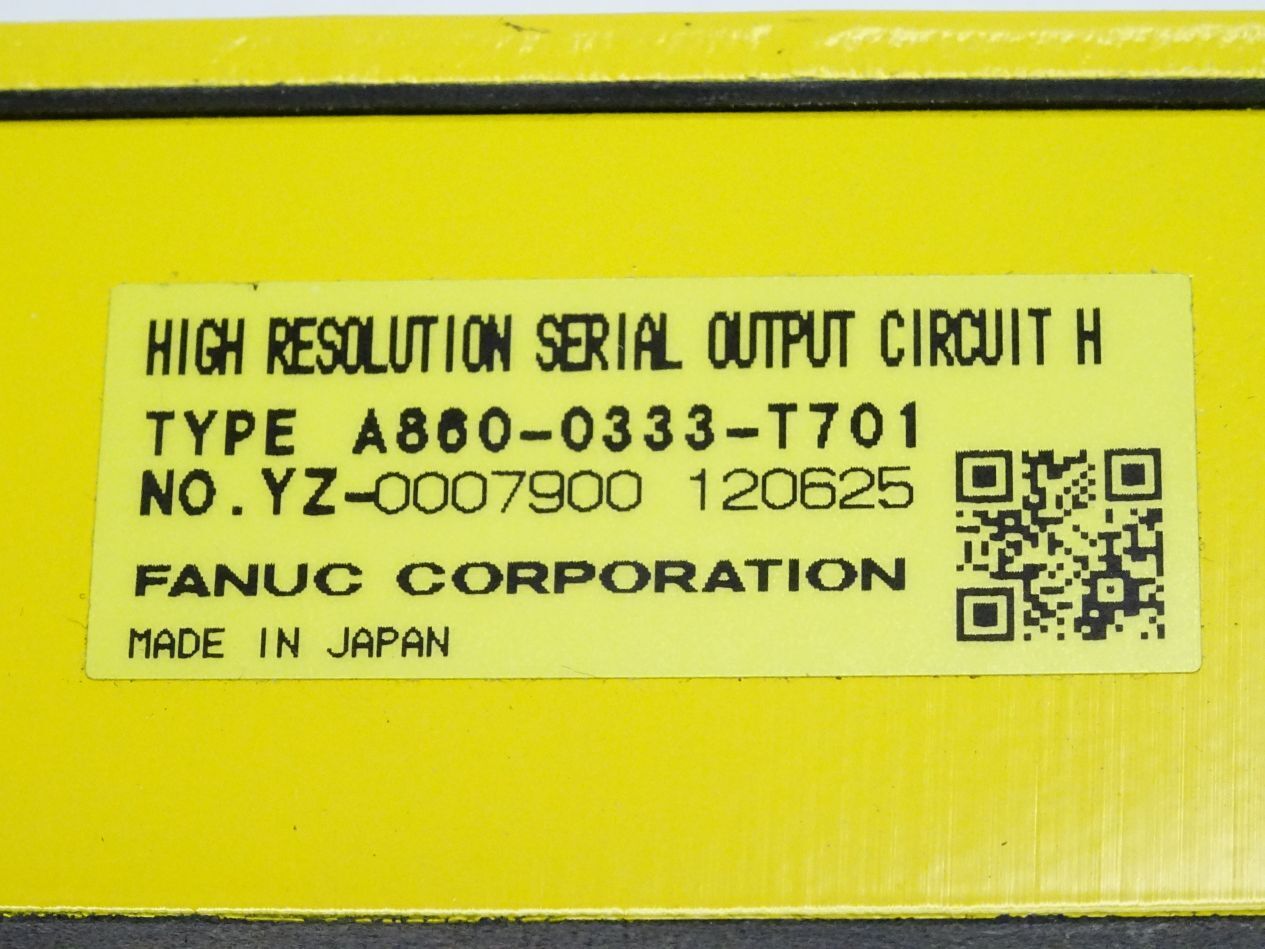 HIGH RESOLUTION SERIAL OUTPUT CIRCUIT H
TYPE A860-0333-T701
NO.YZ-0007900 120625
FANUC CORPORATION
MADE IN JAPAN